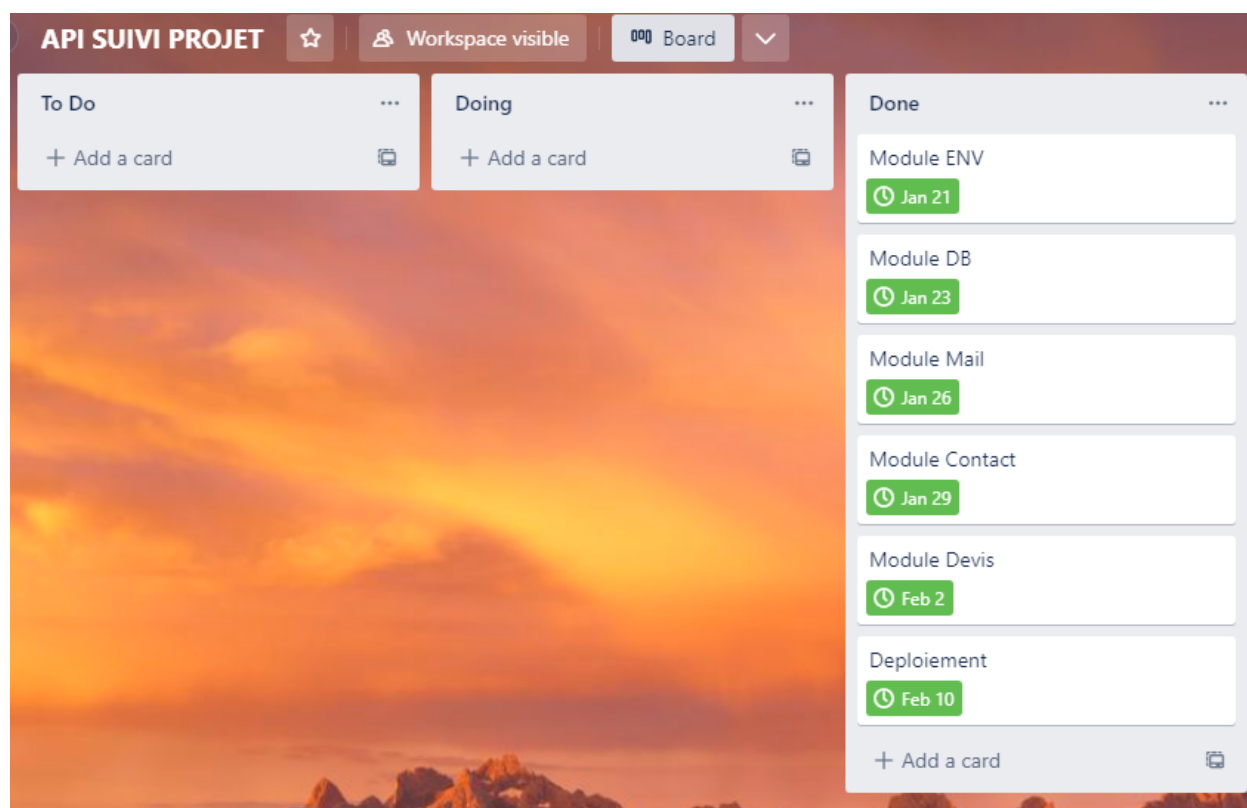 API SUIVI PROJET
Workspace visible
Board
To Do
Add a card
Doing
Add a card
Done
Module ENV
Jan 21
Module DB
Jan 23
Module Mail
Jan 26
Module Contact
Jan 29
Module Devis
Feb 2
Deploiement
Feb 10
Add a card